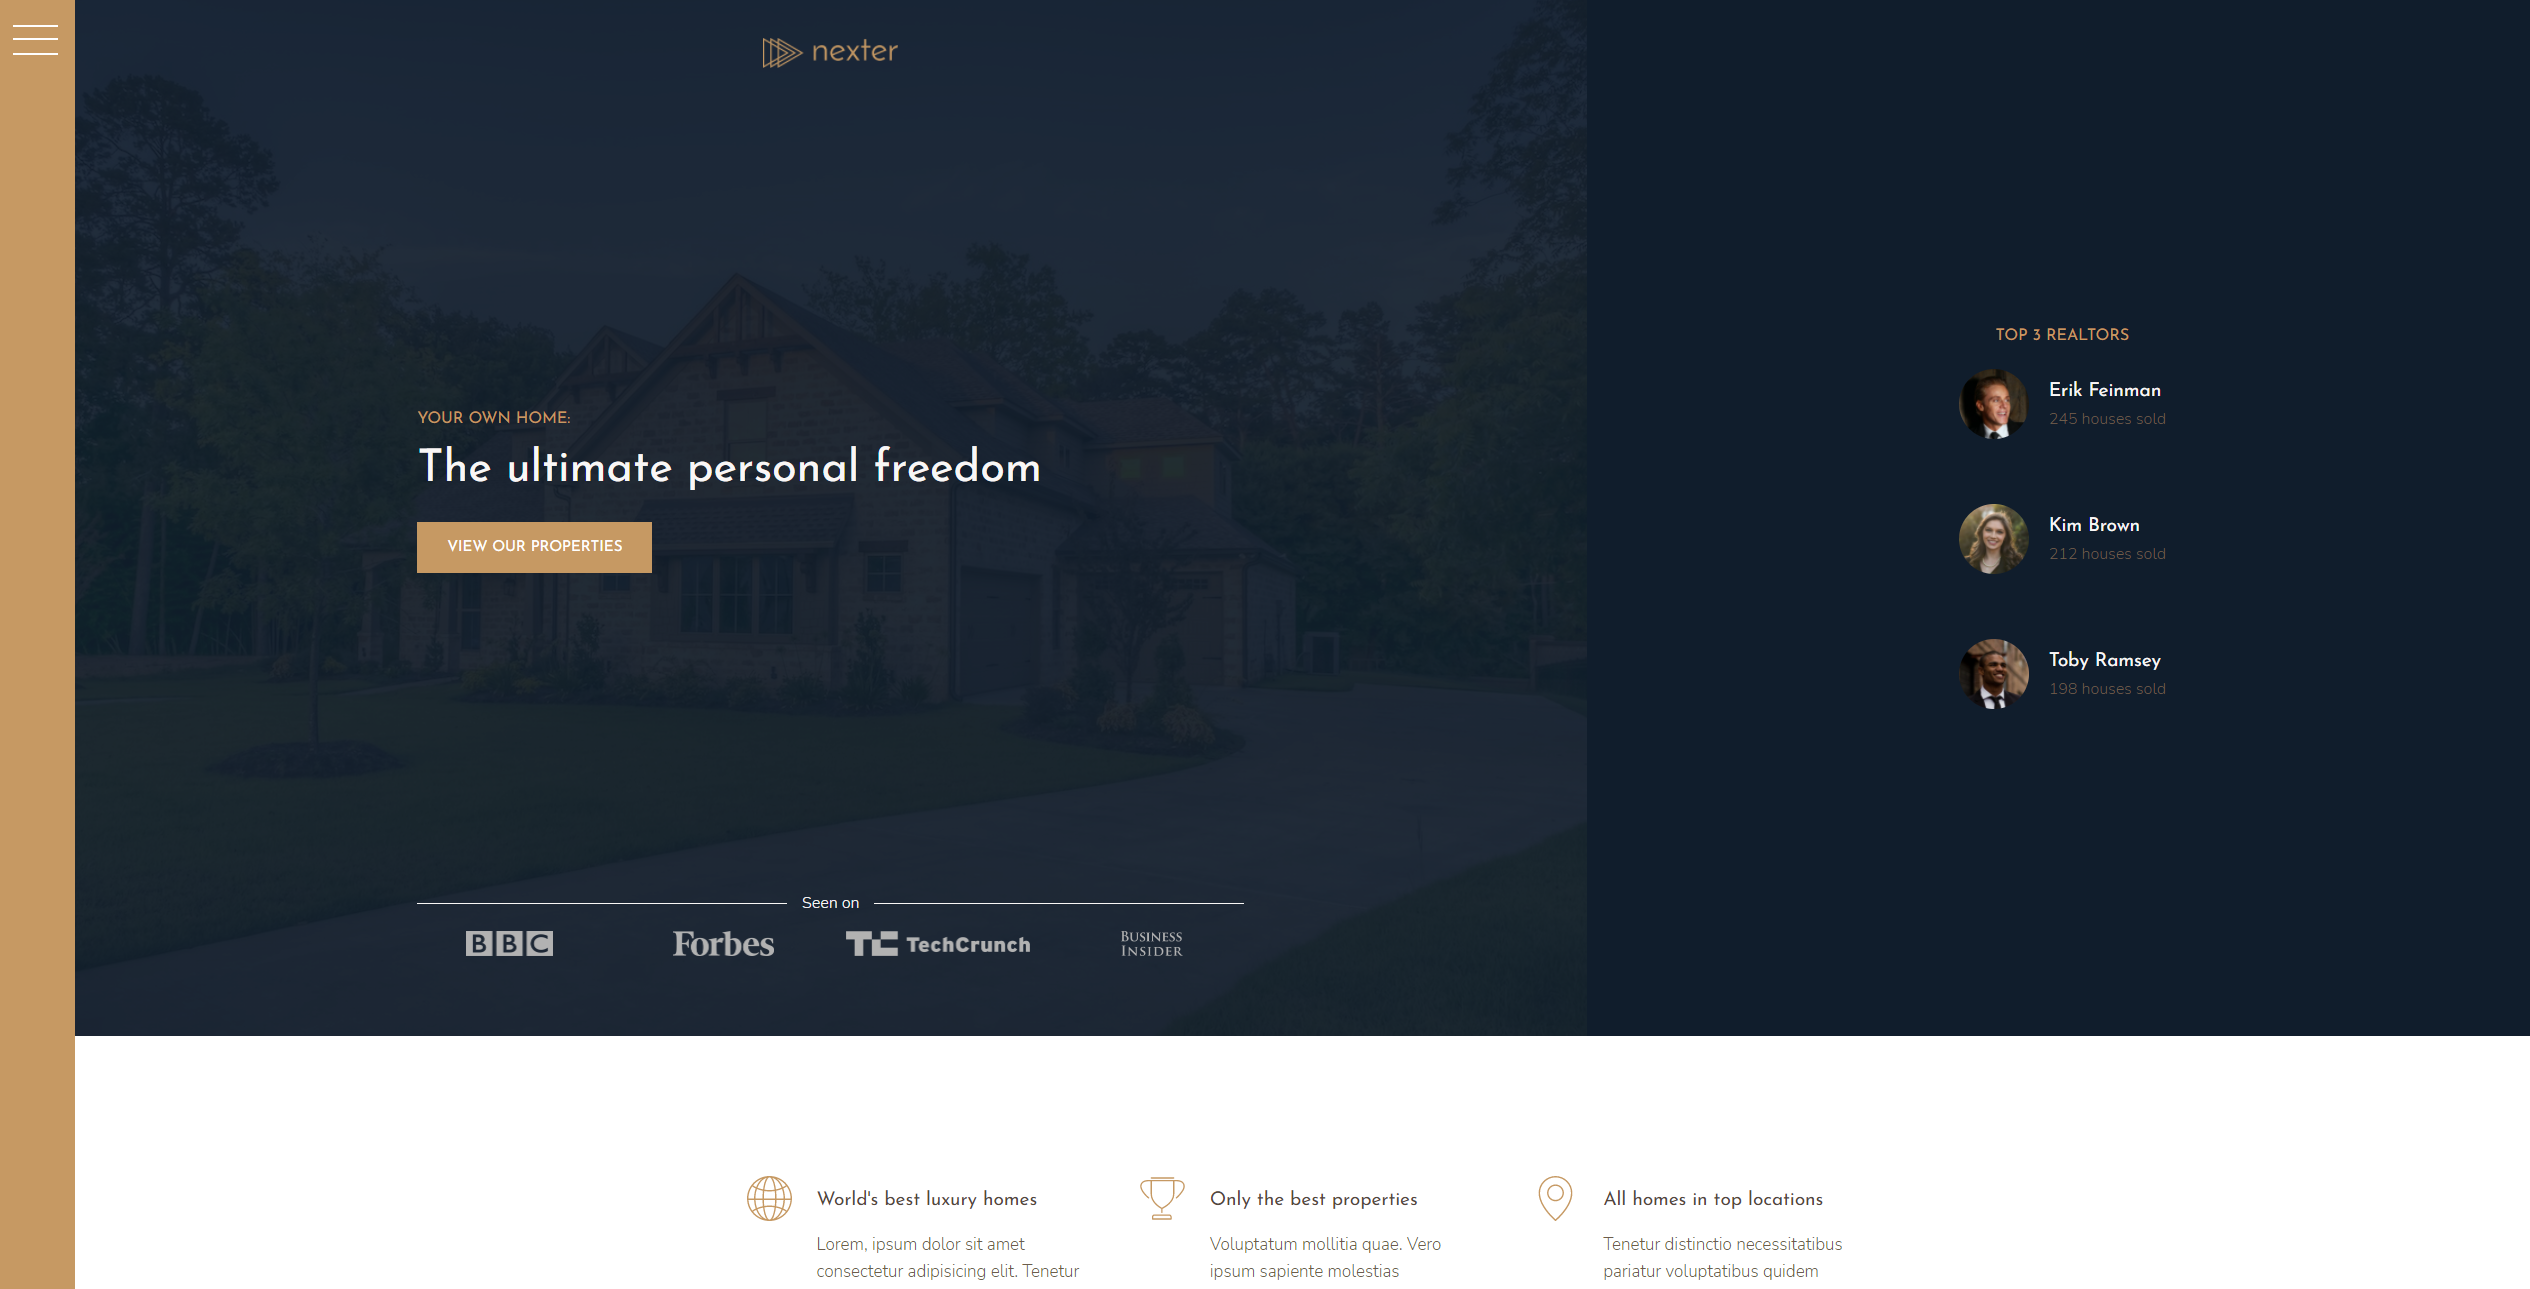 nexter
YOUR OWN HOME:
The ultimate personal freedom
VIEW OUR PROPERTIES
Seen on
BBC
Forbes
TC TechCrunch
BUSINESS
INSIDER
TOP 3 REALTORS
Erik Feinman
245 houses sold
Kim Brown
212 houses sold
Toby Ramsey
198 houses sold
World's best luxury homes
Lorem, ipsum dolor sit amet
consectetur adipisicing elit. Tenetur
Only the best properties
Voluptatum mollitia quae. Vero
ipsum sapiente molestias
All homes in top locations
Tenetur distinctio necessitatibus
pariatur voluptatibus quidem